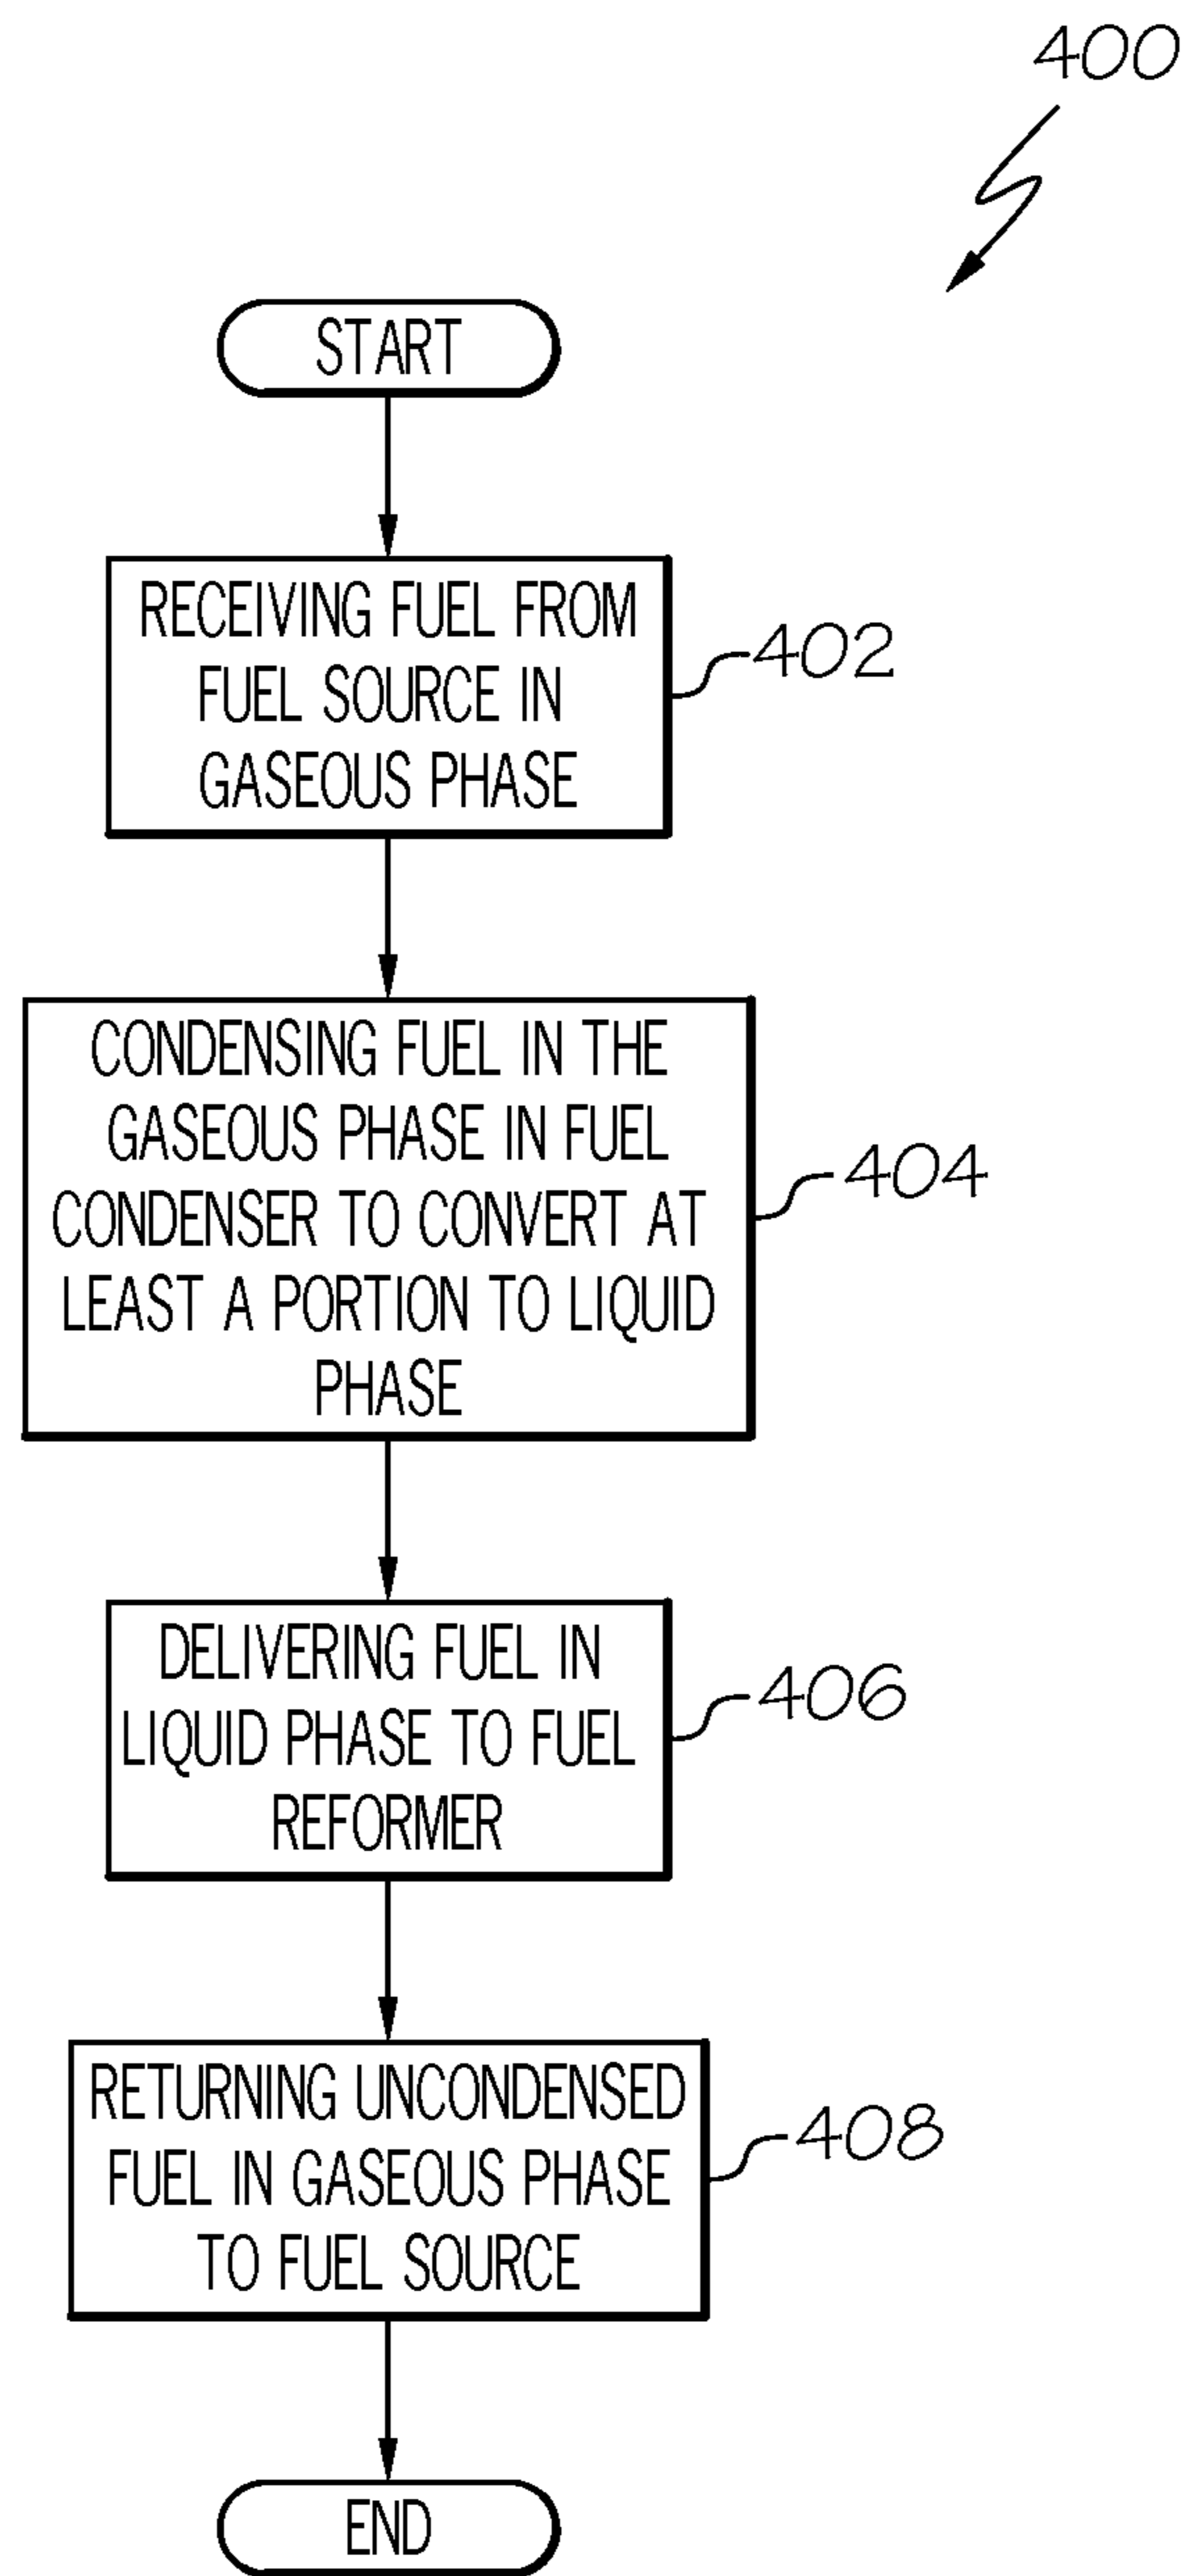 400
START
RECEIVING FUEL FROM
FUEL SOURCE IN
GASEOUS PHASE
402
CONDENSING FUEL IN THE
GASEOUS PHASE IN FUEL
CONDENSER TO CONVERT AT
LEAST A PORTION TO LIQUID
PHASE
404
DELIVERING FUEL IN
LIQUID PHASE TO FUEL
REFORMER
406
RETURNING UNCONDENSED
FUEL IN GASEOUS PHASE
TO FUEL SOURCE
408
END